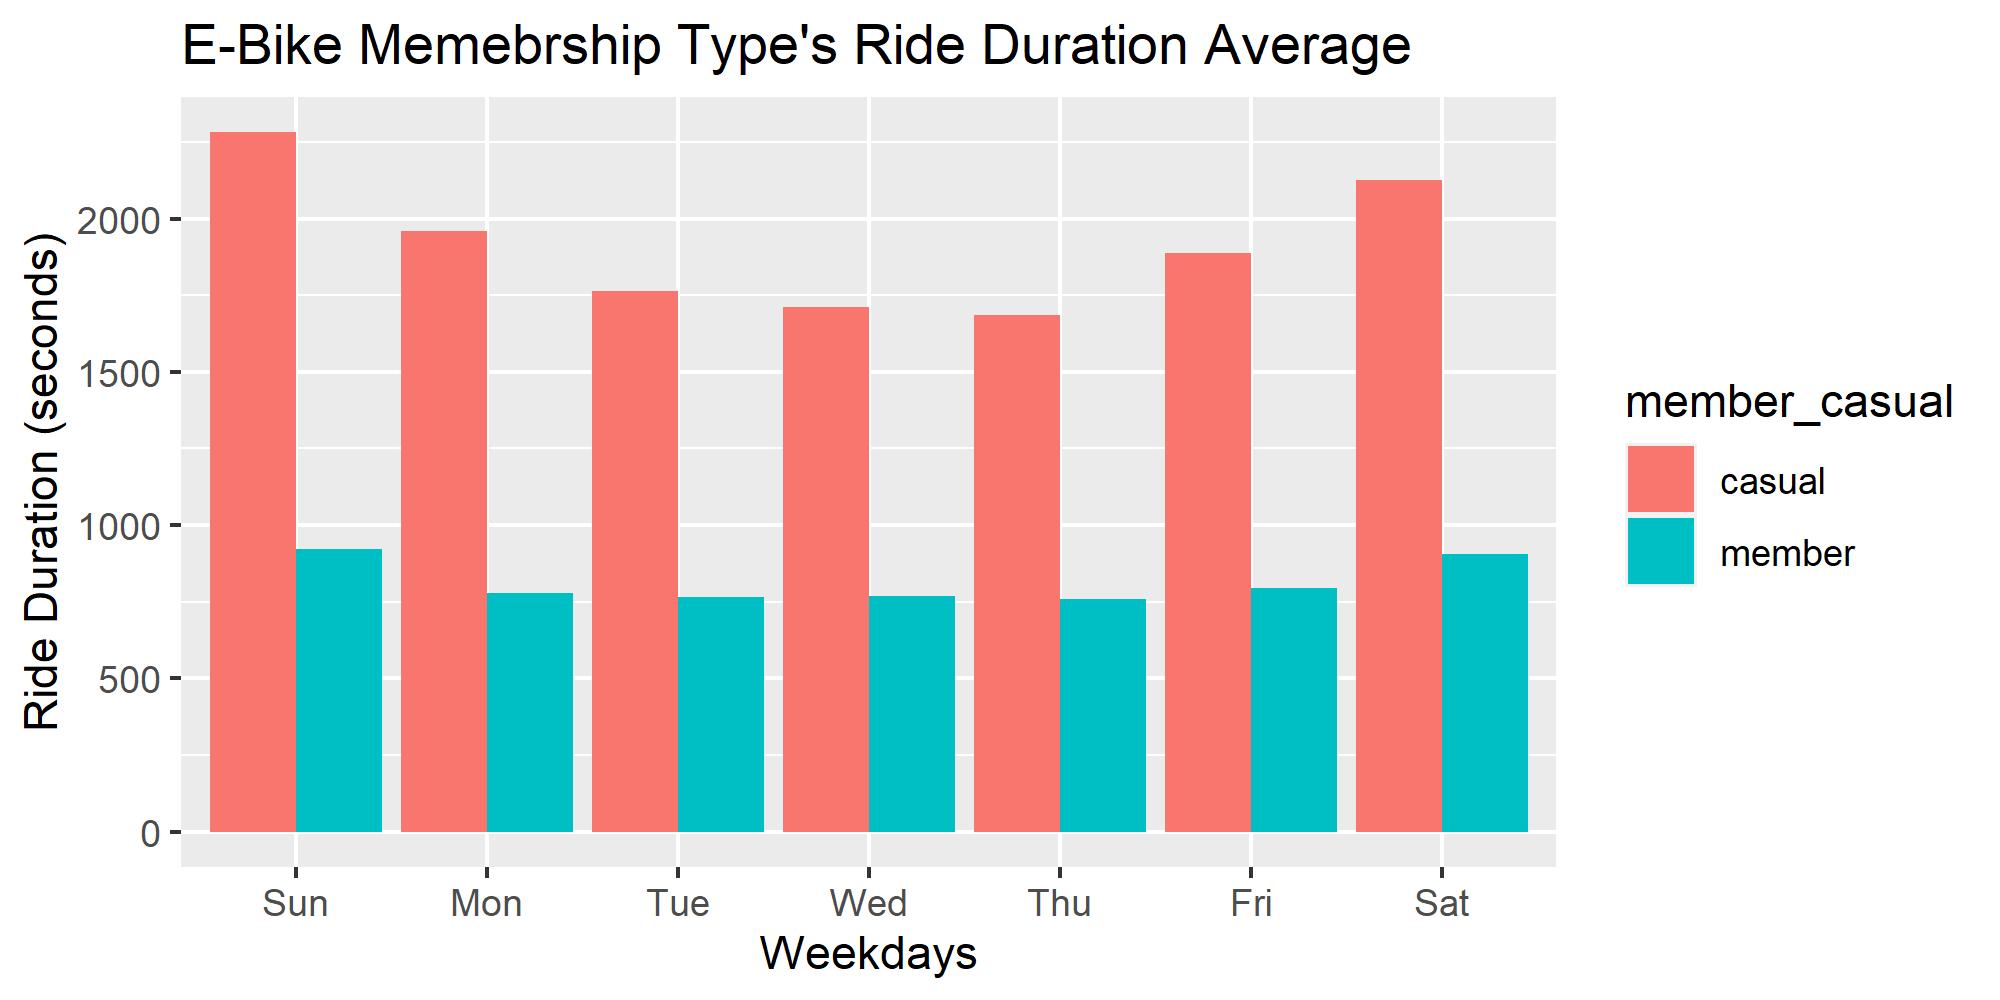 E-Bike Memebrship Type's Ride Duration Average
Ride Duration (seconds)
2000
1500
1000
500
0
Sun Mon Tue Wed Thu Fri Sat
Weekdays
member_casual
casual
member